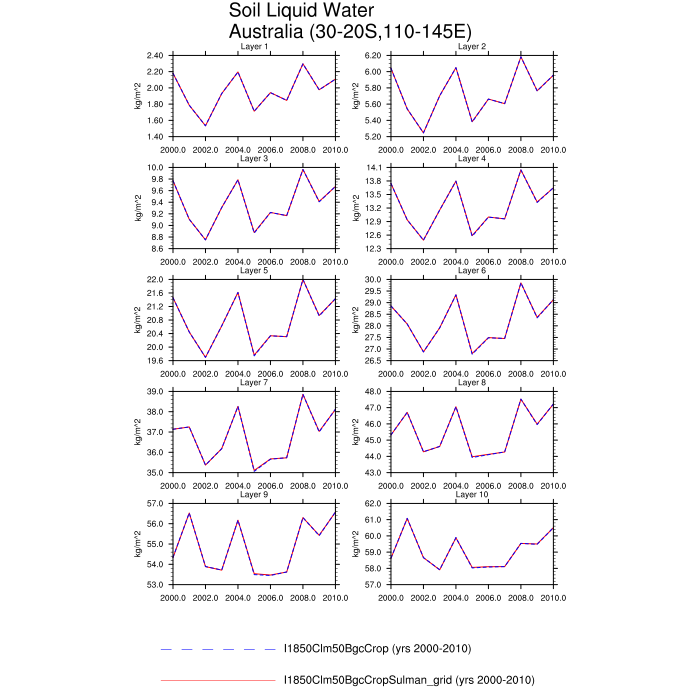 Soil Liquid Water
Australia (30-20S,110-145E)
Layer 1
kg/m^2
2.40
2.20
2.00
1.80
1.60
1.40
2000.0 2002.0 2004.0 2006.0 2008.0 2010.0
Layer 2
kg/m^2
6.20
6.00
5.80
5.60
5.40
5.20
2000.0 2002.0 2004.0 2006.0 2008.0 2010.0
Layer 3
kg/m^2
10.0
9.8
9.6
9.4
9.2
9.0
8.8
8.6
2000.0 2002.0 2004.0 2006.0 2008.0 2010.0
Layer 4
kg/m^2
14.1
13.8
13.5
13.2
12.9
12.6
12.3
2000.0 2002.0 2004.0 2006.0 2008.0 2010.0
Layer 5
kg/m^2
22.0
21.6
21.2
20.8
20.4
20.0
19.6
2000.0 2002.0 2004.0 2006.0 2008.0 2010.0
Layer 6
kg/m^2
30.0
29.5
29.0
28.5
28.0
27.5
27.0
26.5
2000.0 2002.0 2004.0 2006.0 2008.0 2010.0
Layer 7
kg/m^2
39.0
38.0
37.0
36.0
35.0
2000.0 2002.0 2004.0 2006.0 2008.0 2010.0
Layer 8
kg/m^2
48.0
47.0
46.0
45.0
44.0
43.0
2000.0 2002.0 2004.0 2006.0 2008.0 2010.0
Layer 9
kg/m^2
57.0
56.0
55.0
54.0
53.0
2000.0 2002.0 2004.0 2006.0 2008.0 2010.0
Layer 10
kg/m^2
62.0
61.0
60.0
59.0
58.0
57.0
2000.0 2002.0 2004.0 2006.0 2008.0 2010.0
I1850Clm50BgcCrop (yrs 2000-2010)
I1850Clm50BgcCropSulman_grid (yrs 2000-2010)